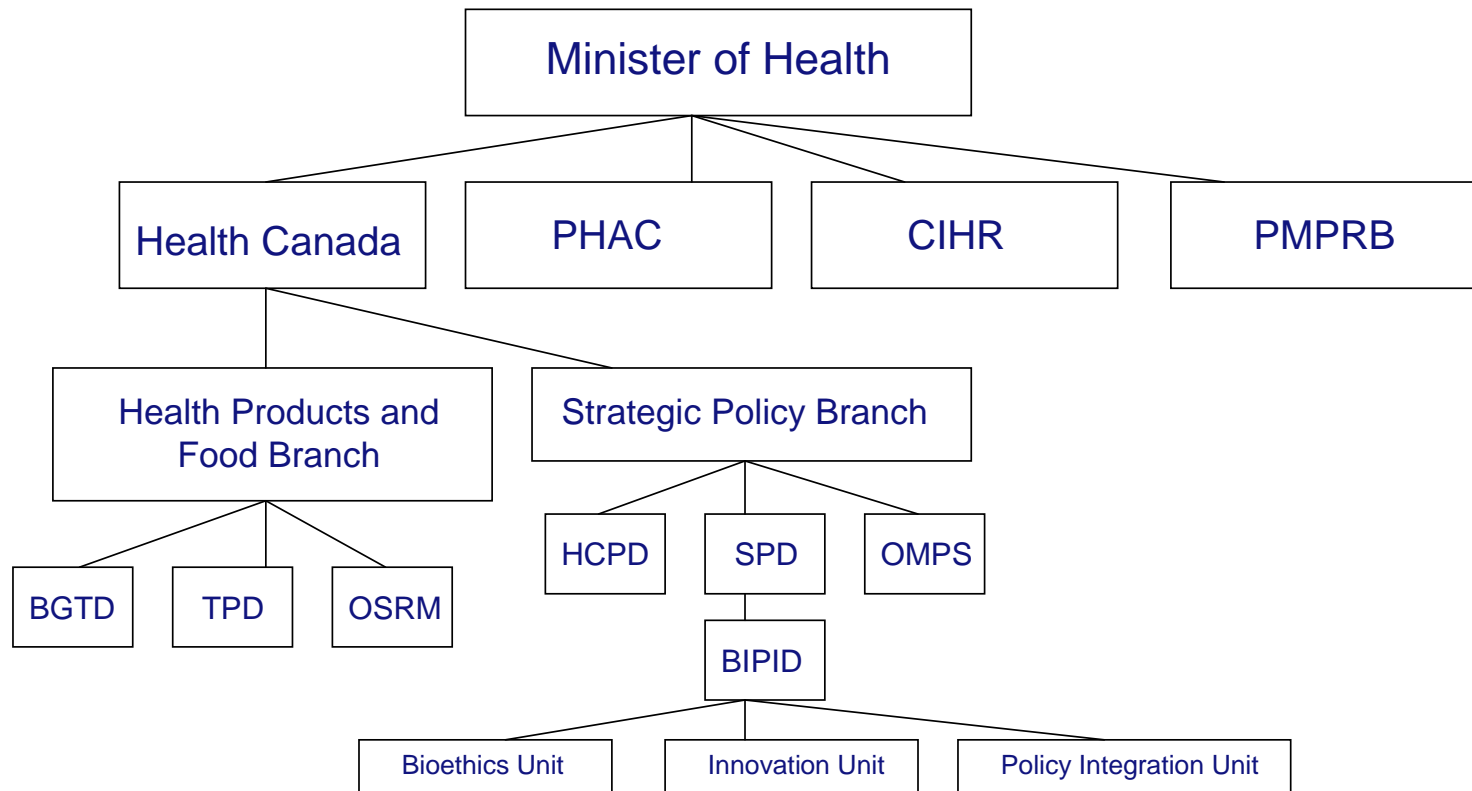 Minister of Health
Health Canada
PHAC
CIHR
PMPRB
Health Products and
Food Branch
Strategic Policy Branch
HCPD
SPD
OMPS
BGTD
TPD
OSRM
BIPID
Bioethics Unit
Innovation Unit
Policy Integration Unit